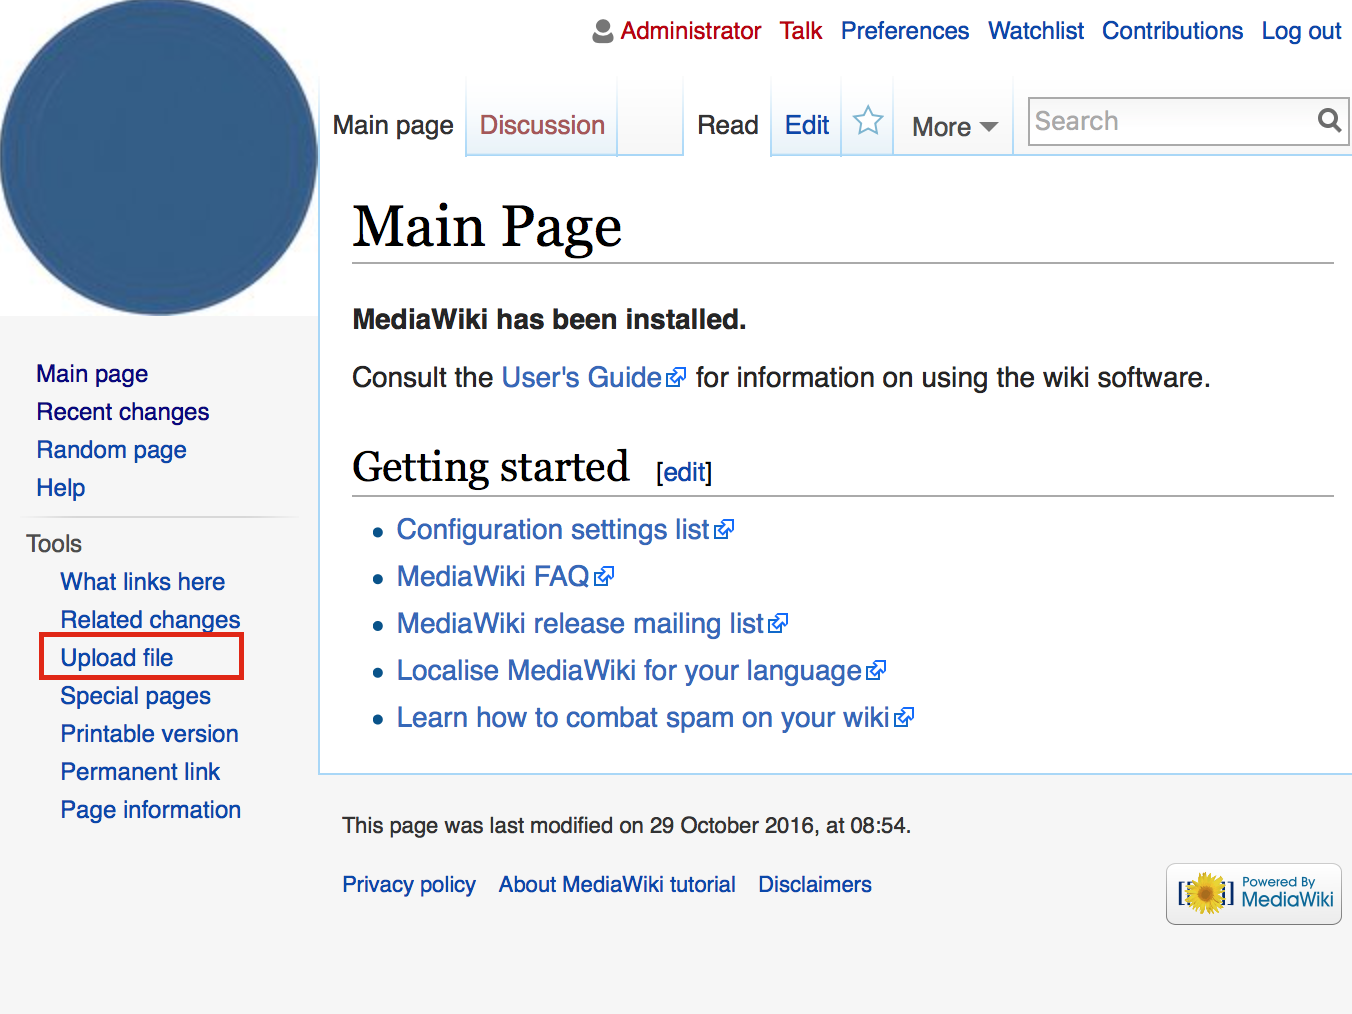 Administrator Talk Preferences Watchlist Contributions Log out
Main page Discussion Read Edit More Search
Main Page
MediaWiki has been installed.
Consult the User's Guide for information on using the wiki software.
Getting started [edit]
Configuration settings list
MediaWiki FAQ
MediaWiki release mailing list
Localise MediaWiki for your language
Learn how to combat spam on your wiki
Main page
Recent changes
Random page
Help
Tools
What links here
Related changes
Upload file
Special pages
Printable version
Permanent link
Page information
This page was last modified on 29 October 2016, at 08:54.
Privacy policy About MediaWiki tutorial Disclaimers
Powered By
MediaWiki